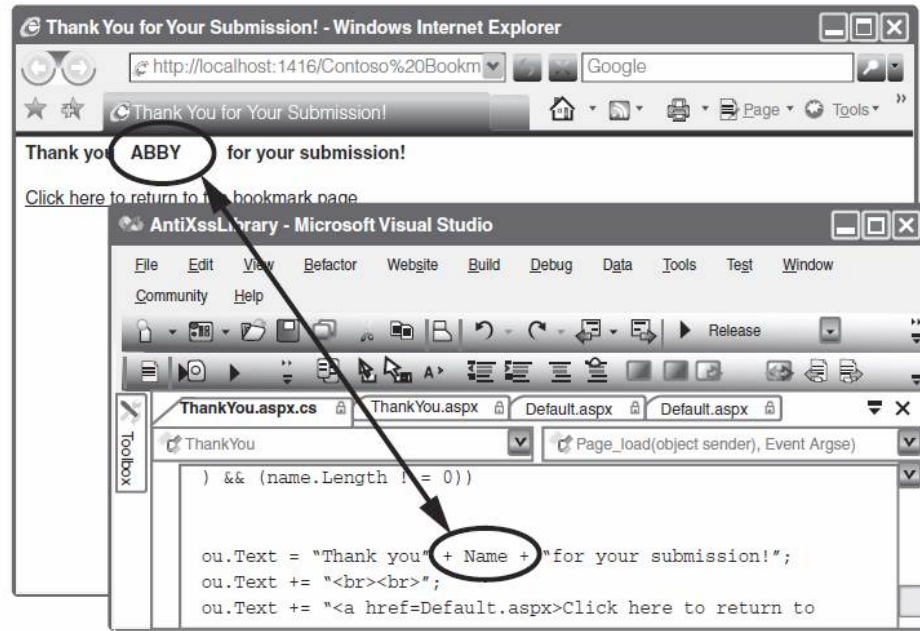 Thank You for Your Submission! - Windows Internet Explorer
http://localhost:1416/Contoso%20Bookm
Google
Thank You for Your Submission!
Page
Tools
»
Thank you ABBY for your submission!
Click here to return to the bookmark page
AntiXssLibrary - Microsoft Visual Studio
File Edit View Befactor Website Build Debug Data Tools Test Window
Community Help
Release
A
Toolbox
ThankYou.aspx.cs ThankYou.aspx Default.aspx Default.aspx
ThankYou
Page_load(object sender), Event Argse)
) && (name.Length ! = 0))
ou.Text = “Thank you” + Name + “for your submission!”;
ou.Text += “<br><br>”;
ou.Text += “<a href=Default.aspx>Click here to return to